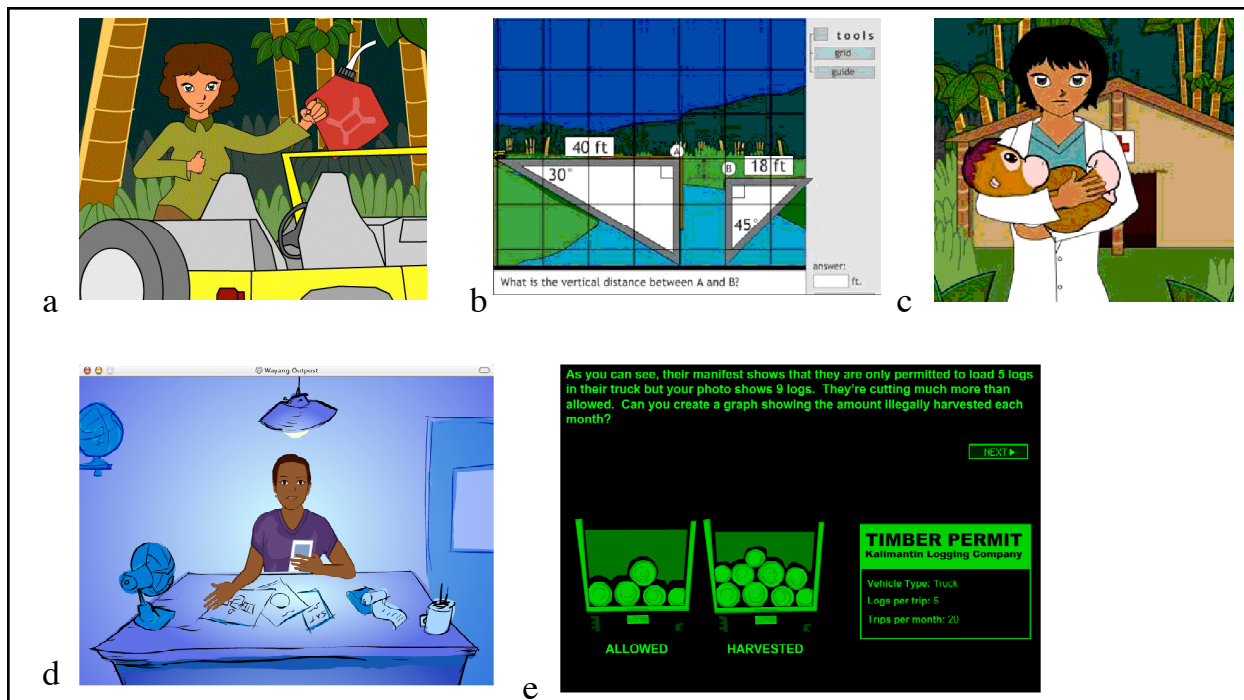 a
40 ft
A
30°
B
18 ft
45°
tools
grid
guide
answer:
ft.
What is the vertical distance between A and B?
b
c
Wayang Outpost
d
As you can see, their manifest shows that they are only permitted to load 5 logs
in their truck but your photo shows 9 logs. They're cutting much more than
allowed. Can you create a graph showing the amount illegally harvested each
month?
NEXT
ALLOWED
HARVESTED
TIMBER PERMIT
Kalimantin Logging Company
Vehicle Type: Truck
Logs per trip: 5
Trips per month: 20
e